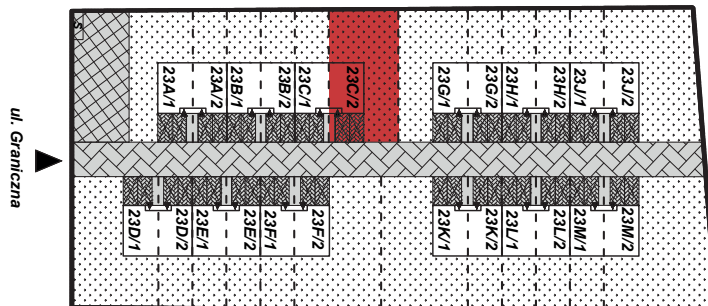 S
23A/1
23A/2
23B/1
23B/2
23C/1
23C/2
23G/1
23G/2
23H/1
23H/2
23J/1
23J/2
ul. Graniczna
23D/1
23D/2
23E/1
23E/2
23F/1
23F/2
23K/1
23K/2
23L/1
23L/2
23M/1
23M/2